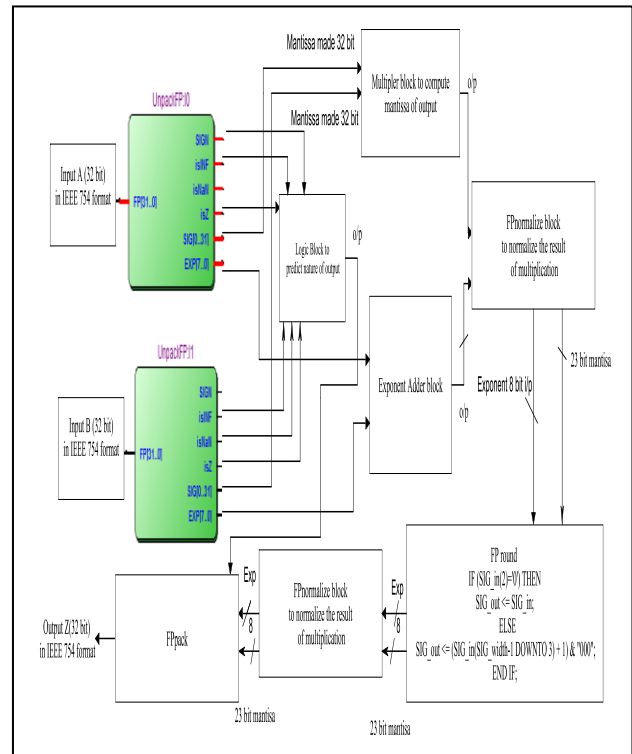 Mantissa made 32 bit
Multipler block to compute
mantissa of output
o/p
UnpackFP:I0
Mantissa made 32 bit
SIGN
isINF
isNaN
isZ
SIG[0..31]
EXP[7..0]
FP[31..0]
Input A (32 bit)
in IEEE 754 format
Logic Block to
predict nature of output
o/p
FPnormalize block
to normalize the result
of multiplication
UnpackFP:I1
SIGN
isINF
isNaN
isZ
SIG[0..31]
EXP[7..0]
FP[31..0]
Input B (32 bit)
in IEEE 754 format
Exponent Adder block
o/p
Exponent 8 bit i/p
23 bit mantisa
FP round
IF (SIG_in(2)='0') THEN
SIG_out <= SIG_in;
ELSE
SIG_out <= (SIG_in(SIG_width-1 DOWNTO 3) + 1) & "000";
END IF;
Exp
8
FPnormalize block
to normalize the result
of multiplication
Exp
8
FPpack
Output Z(32 bit)
in IEEE 754 format
23 bit mantisa
23 bit mantisa